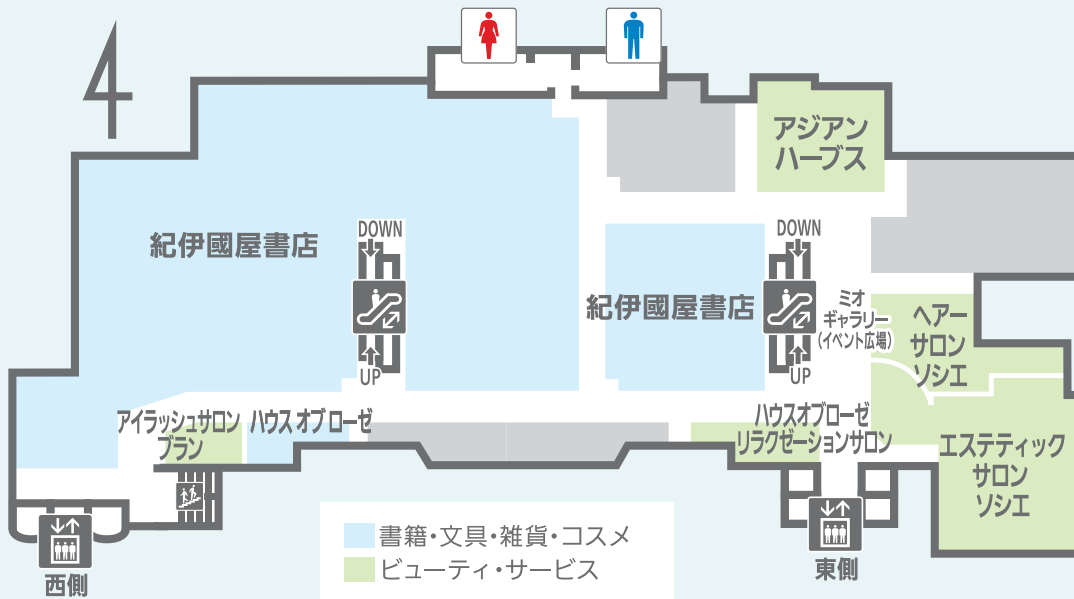 4
アジアン
ハーブス
紀伊國屋書店
DOWN
UP
紀伊國屋書店
DOWN
UP
ミオ
ギャラリー
(イベント広場)
ヘアー
サロン
ソシエ
アイラッシュサロン
ブラン
ハウス オブ ローゼ
ハウスオブローゼ
リラクゼーションサロン
エステティック
サロン
ソシエ
西側
東側
書籍・文具・雑貨・コスメ
ビューティ・サービス